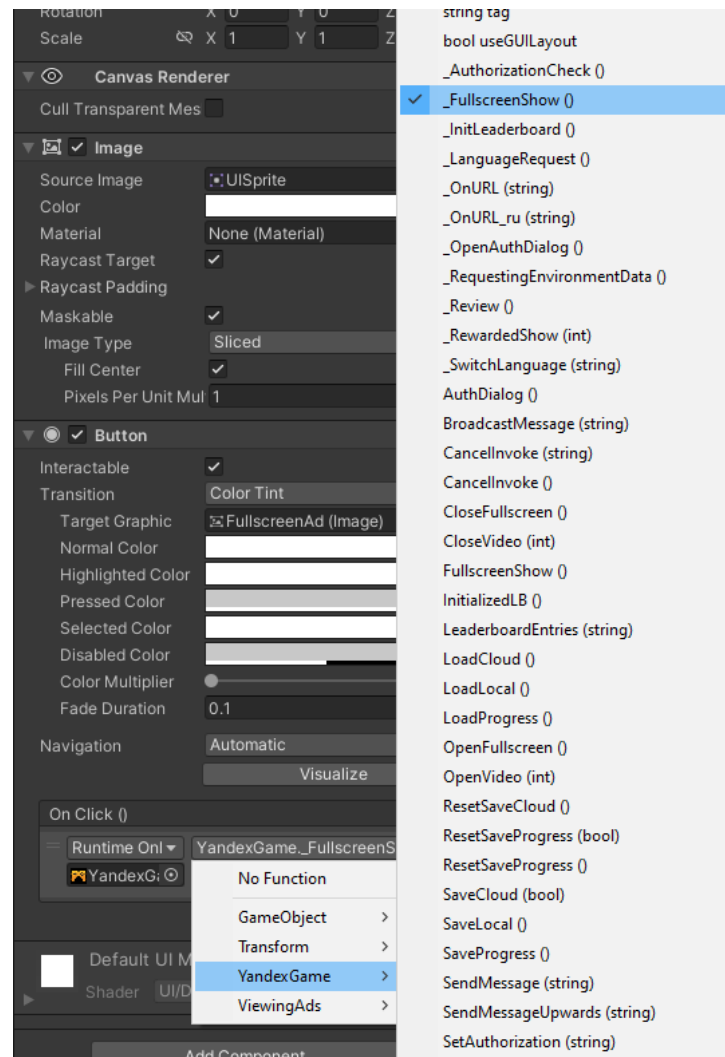 Rotation X 0 Y 0 Z
Scale X 1 Y 1 Z
Canvas Renderer
Cull Transparent Mes
Image
Source Image UISprite
Color
Material None (Material)
Raycast Target
Raycast Padding
Maskable
Image Type Sliced
Fill Center
Pixels Per Unit Mul 1
Button
Interactable
Transition Color Tint
Target Graphic FullscreenAd (Image)
Normal Color
Highlighted Color
Pressed Color
Selected Color
Disabled Color
Color Multiplier
Fade Duration 0.1
Navigation Automatic
Visualize
On Click ()
Runtime Onl YandexGame._FullscreenS
YandexGa
No Function
GameObject
Transform
YandexGame
ViewingAds
Default UI M
Shader UI/D
Add Component
string tag
bool useGUILayout
_AuthorizationCheck ()
_FullscreenShow ()
_InitLeaderboard ()
_LanguageRequest ()
_OnURL (string)
_OnURL_ru (string)
_OpenAuthDialog ()
_RequestingEnvironmentData ()
_Review ()
_RewardedShow (int)
_SwitchLanguage (string)
AuthDialog ()
BroadcastMessage (string)
CancelInvoke (string)
CancelInvoke ()
CloseFullscreen ()
CloseVideo (int)
FullscreenShow ()
InitializedLB ()
LeaderboardEntries (string)
LoadCloud ()
LoadLocal ()
LoadProgress ()
OpenFullscreen ()
OpenVideo (int)
ResetSaveCloud ()
ResetSaveProgress (bool)
ResetSaveProgress ()
SaveCloud (bool)
SaveLocal ()
SaveProgress ()
SendMessage (string)
SendMessageUpwards (string)
SetAuthorization (string)